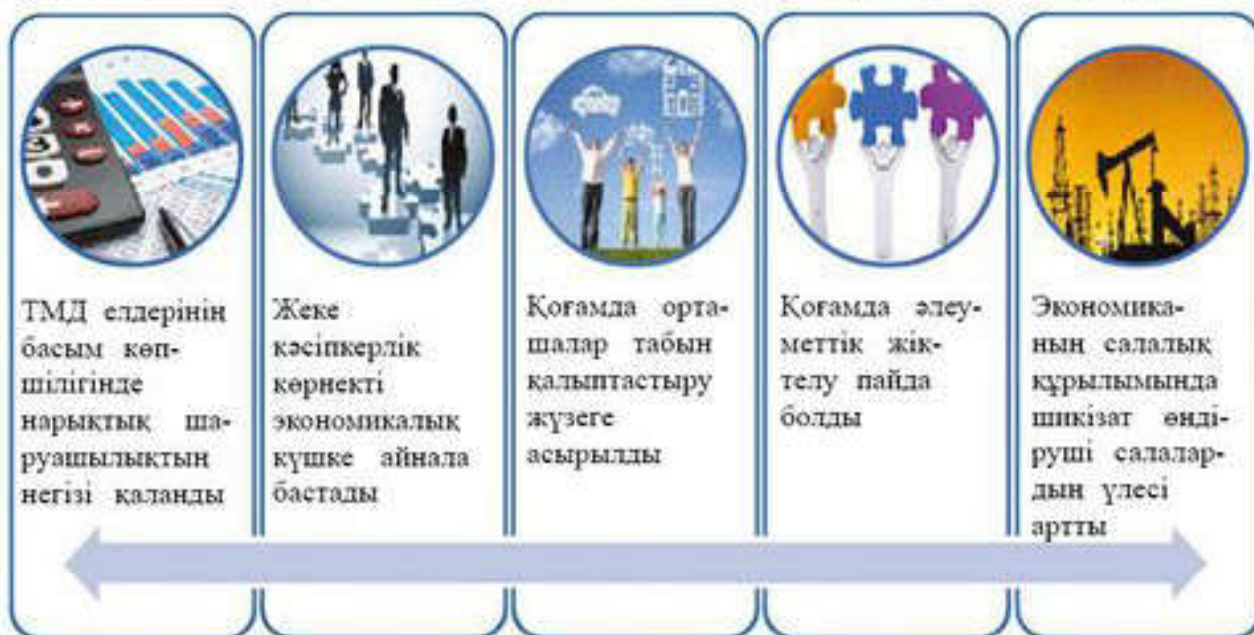 ТМД елдерінің
басым көп-
шілігінде
нарықтық ша-
руашылықтың
негізі қаланды
Жеке
кәсіпкерлік
көрнекті
экономикалық
күшке айнала
бастады
Қоғамда орта-
шалар табын
қалыптастыру
жүзеге
асырылды
Қоғамда әлеу-
меттік жік-
телу пайда
болды
Экономика-
ның салалық
құрылымында
шикізат өнді-
руші салалар-
дың үлесі
артты